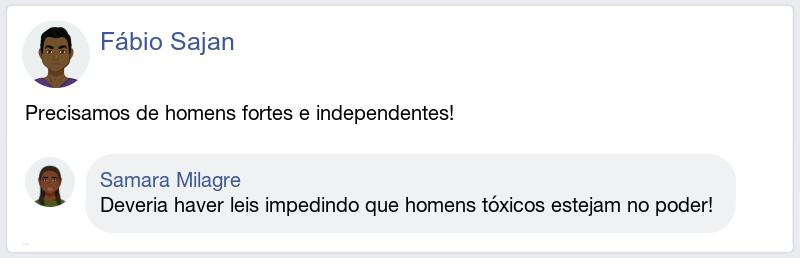 Fábio Sajan
Precisamos de homens fortes e independentes!
Samara Milagre
Deveria haver leis impedindo que homens tóxicos estejam no poder!